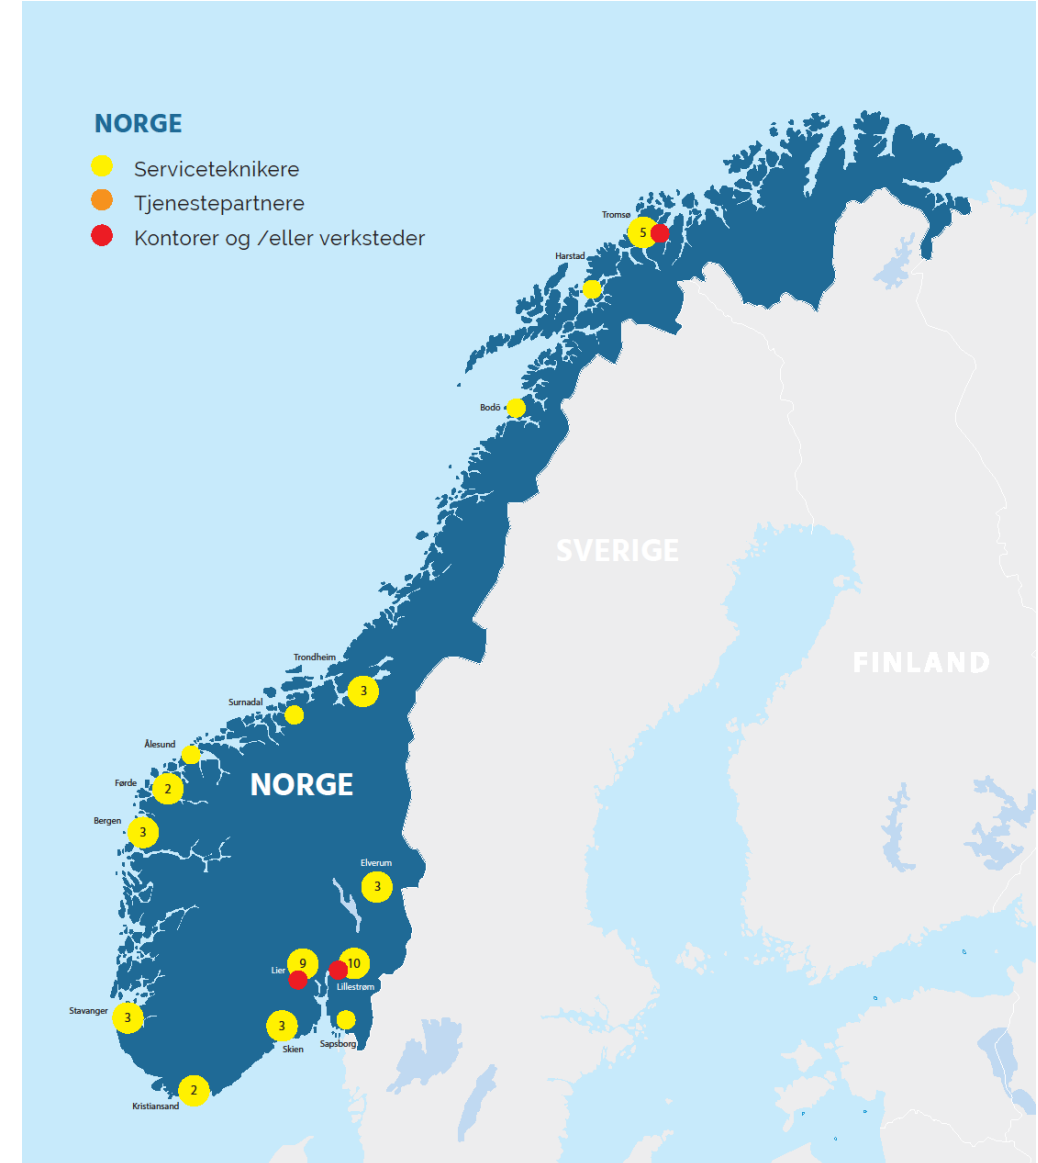 NORGE
Serviceteknikere
Tjenestepartnere
Kontorer og /eller verksteder
Tromsø
5
Harstad
Bodö
SVERIGE
FINLAND
Trondheim
3
Surnadal
Ålesund
NORGE
Førde
2
Bergen
3
Elverum
3
Lier
9
10
Lillestrøm
Stavanger
3
3
Skien
Sapsborg
2
Kristiansand